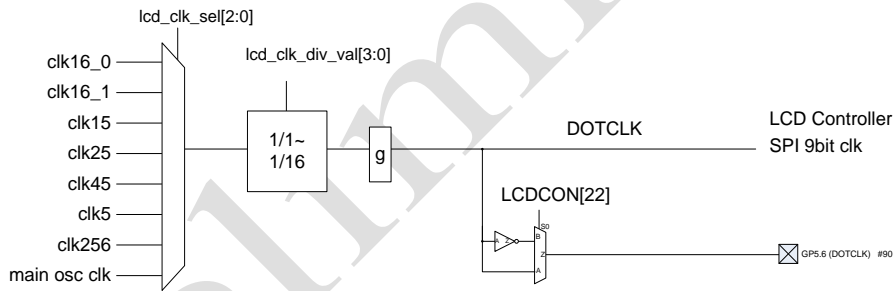 lcd_clk_sel[2:0]
lcd_clk_div_val[3:0]
clk16_0
clk16_1
clk15
clk25
clk45
clk5
clk256
main osc clk
1/1~
1/16
g
DOTCLK
LCD Controller
SPI 9bit clk
LCDCON[22]
S0
A Z
B
Z
A
GP5.6 (DOTCLK) #90
elim